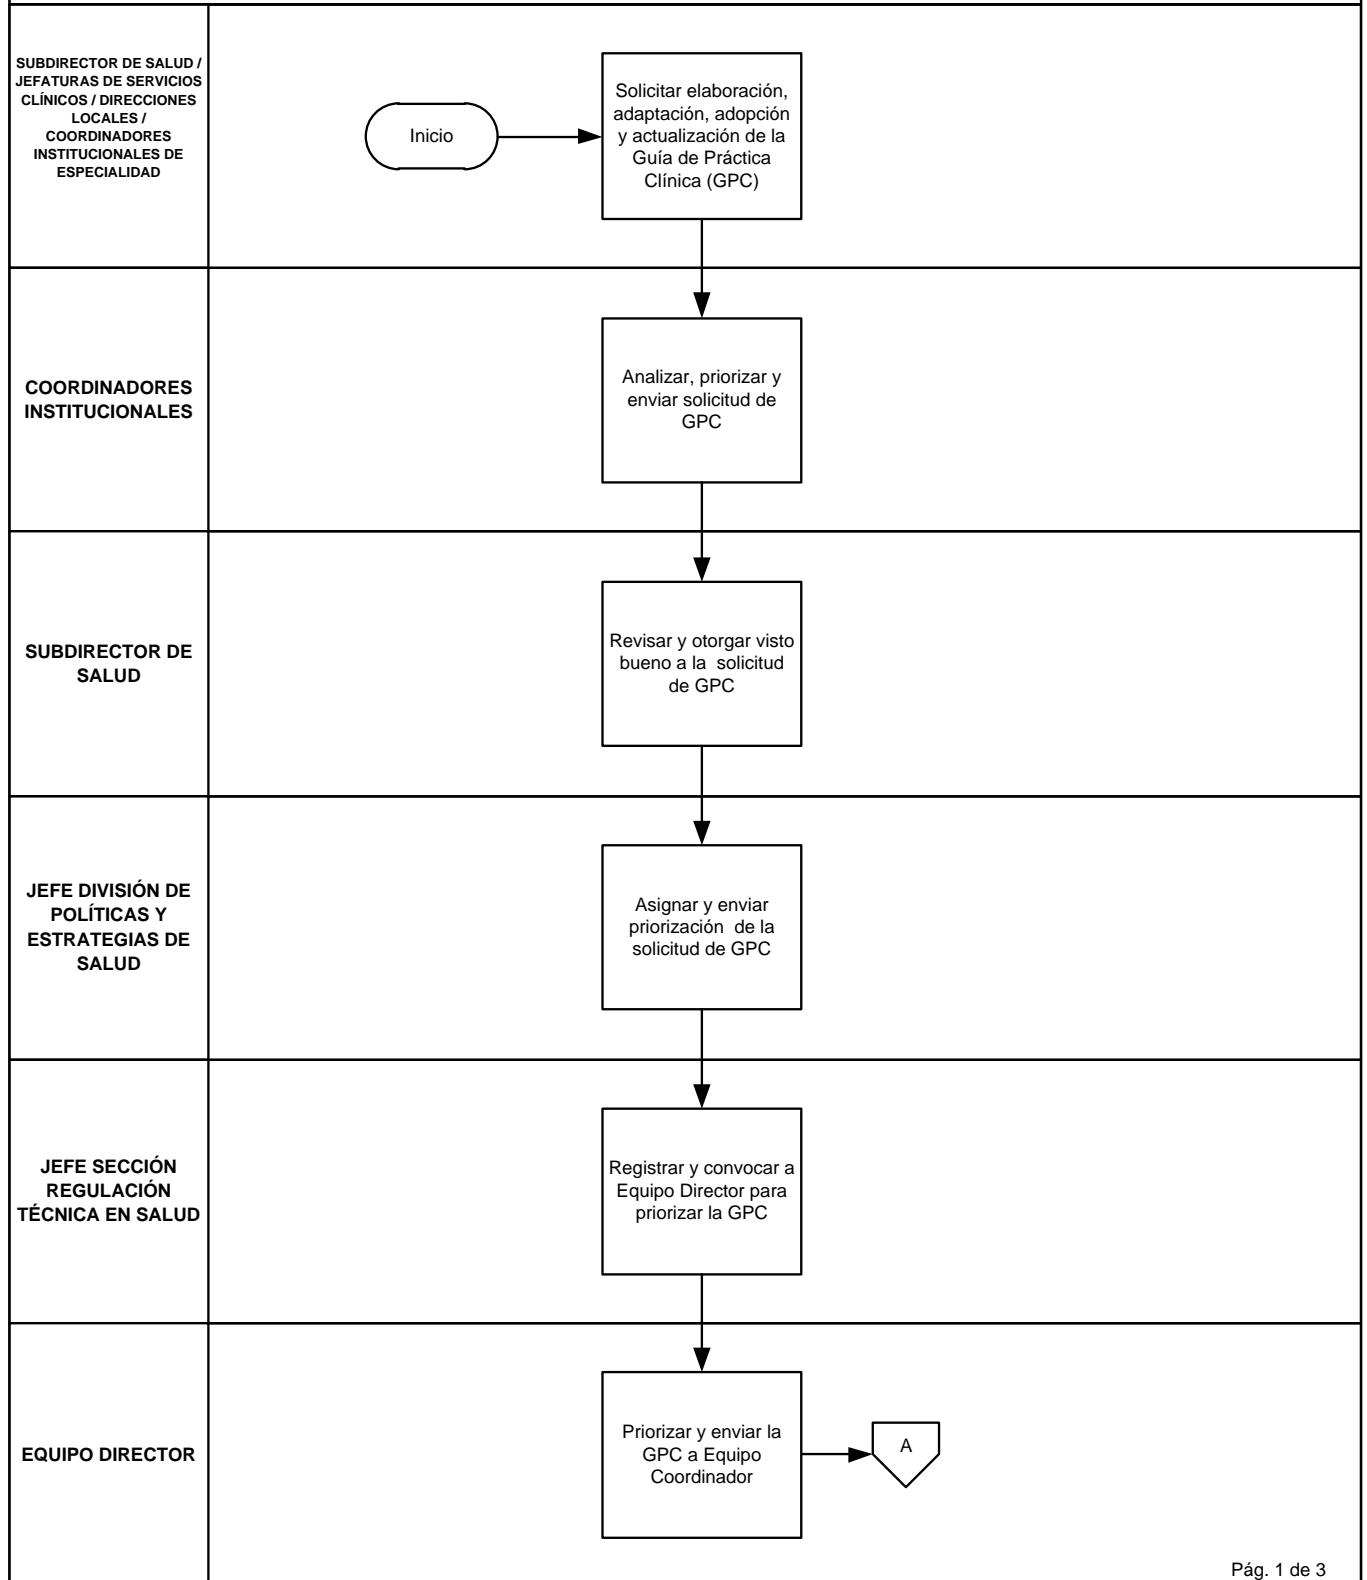 SUBDIRECTOR DE SALUD /
JEFATURAS DE SERVICIOS
CLÍNICOS / DIRECCIONES
LOCALES /
COORDINADORES
INSTITUCIONALES DE
ESPECIALIDAD
Inicio
Solicitar elaboración,
adaptación, adopción
y actualización de la
Guía de Práctica
Clínica (GPC)
COORDINADORES
INSTITUCIONALES
Analizar, priorizar y
enviar solicitud de
GPC
SUBDIRECTOR DE
SALUD
Revisar y otorgar visto
bueno a la solicitud
de GPC
JEFE DIVISIÓN DE
POLÍTICAS Y
ESTRATEGIAS DE
SALUD
Asignar y enviar
priorización de la
solicitud de GPC
JEFE SECCIÓN
REGULACIÓN
TÉCNICA EN SALUD
Registrar y convocar a
Equipo Director para
priorizar la GPC
EQUIPO DIRECTOR
Priorizar y enviar la
GPC a Equipo
Coordinador
A
Pág. 1 de 3